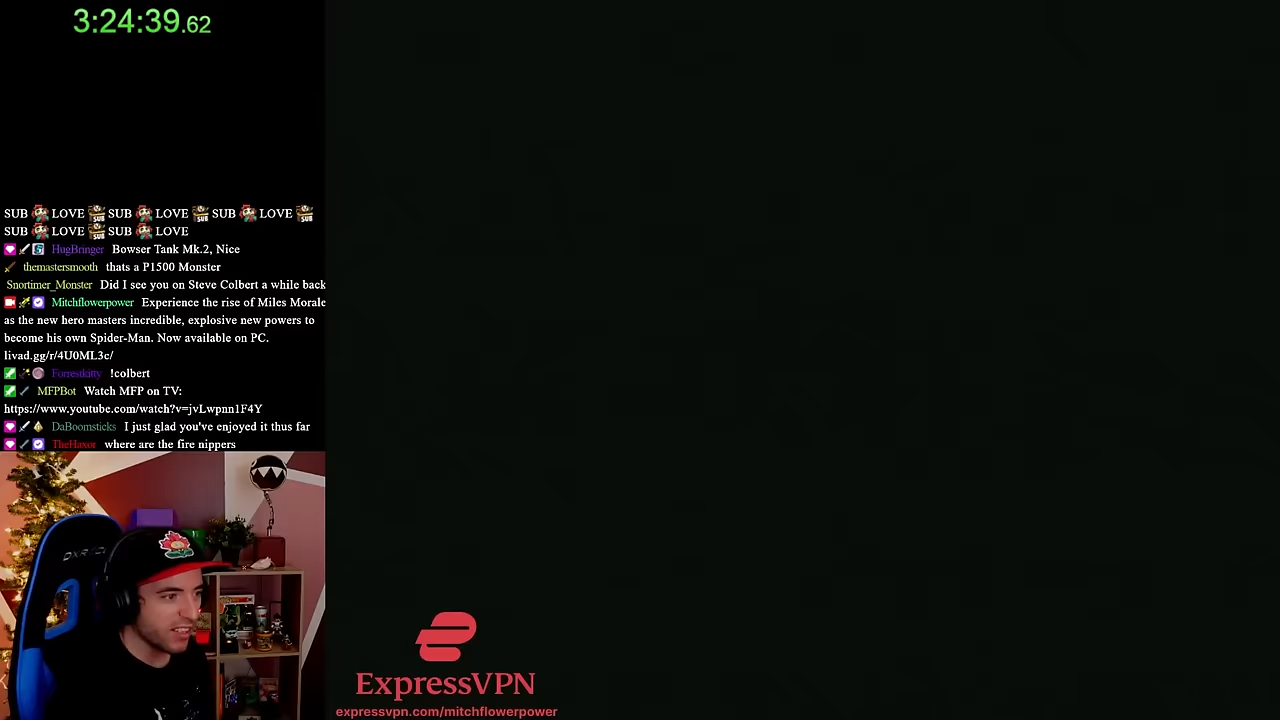 3:24:39.62
SUB LOVE SUB LOVE SUB LOVE
SUB LOVE SUB LOVE
HugBringer Bowser Tank Mk.2, Nice
themastersmooth thats a P1500 Monster
Snortimer_Monster Did I see you on Steve Colbert a while back
Mitchflowerpower Experience the rise of Miles Morale
as the new hero masters incredible, explosive new powers to
become his own Spider-Man. Now available on PC.
livad.gg/r/4U0ML3c/
Forrestkitty !colbert
MFPBot Watch MFP on TV:
https://www.youtube.com/watch?v=jvLwpnn1F4Y
DaBoomsticks I just glad you've enjoyed it thus far
TheHaxor where are the fire nippers
ExpressVPN
expressvpn.com/mitchflowerpower